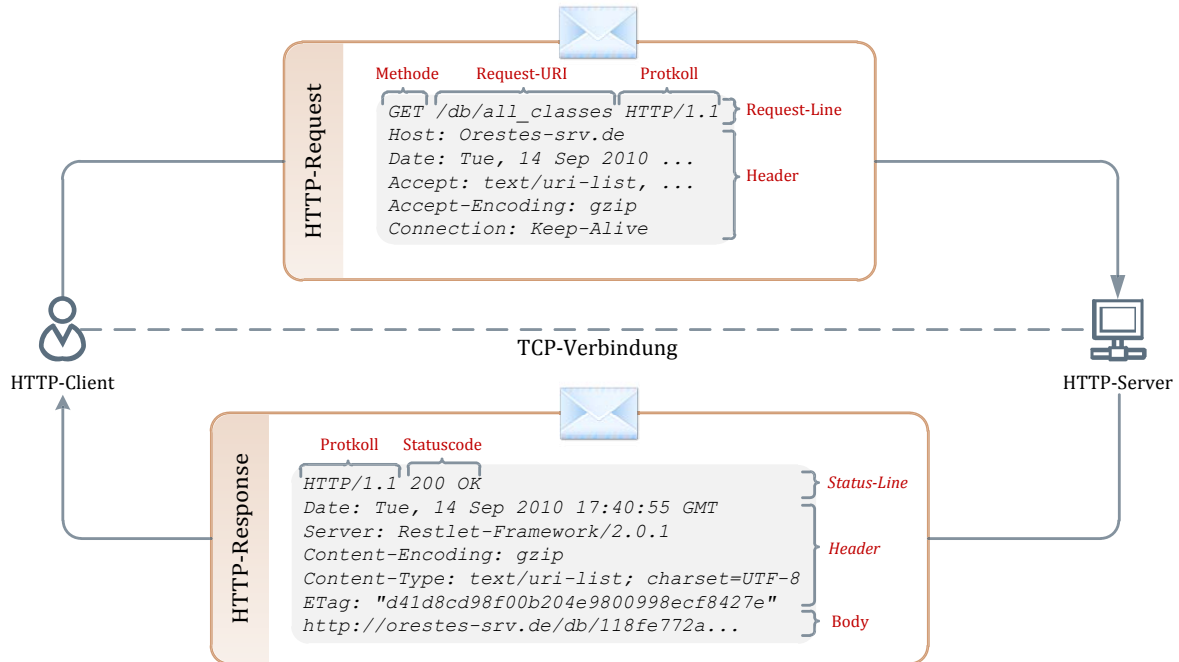 HTTP-Request
Methode Request-URI Protkoll
GET /db/all_classes HTTP/1.1 Request-Line
Host: Orestes-srv.de
Date: Tue, 14 Sep 2010 ...
Accept: text/uri-list, ... Header
Accept-Encoding: gzip
Connection: Keep-Alive
TCP-Verbindung
HTTP-Client
HTTP-Server
HTTP-Response
Protkoll Statuscode
HTTP/1.1 200 OK Status-Line
Date: Tue, 14 Sep 2010 17:40:55 GMT
Server: Restlet-Framework/2.0.1
Content-Encoding: gzip Header
Content-Type: text/uri-list; charset=UTF-8
ETag: "d41d8cd98f00b204e9800998ecf8427e"
http://orestes-srv.de/db/118fe772a... Body